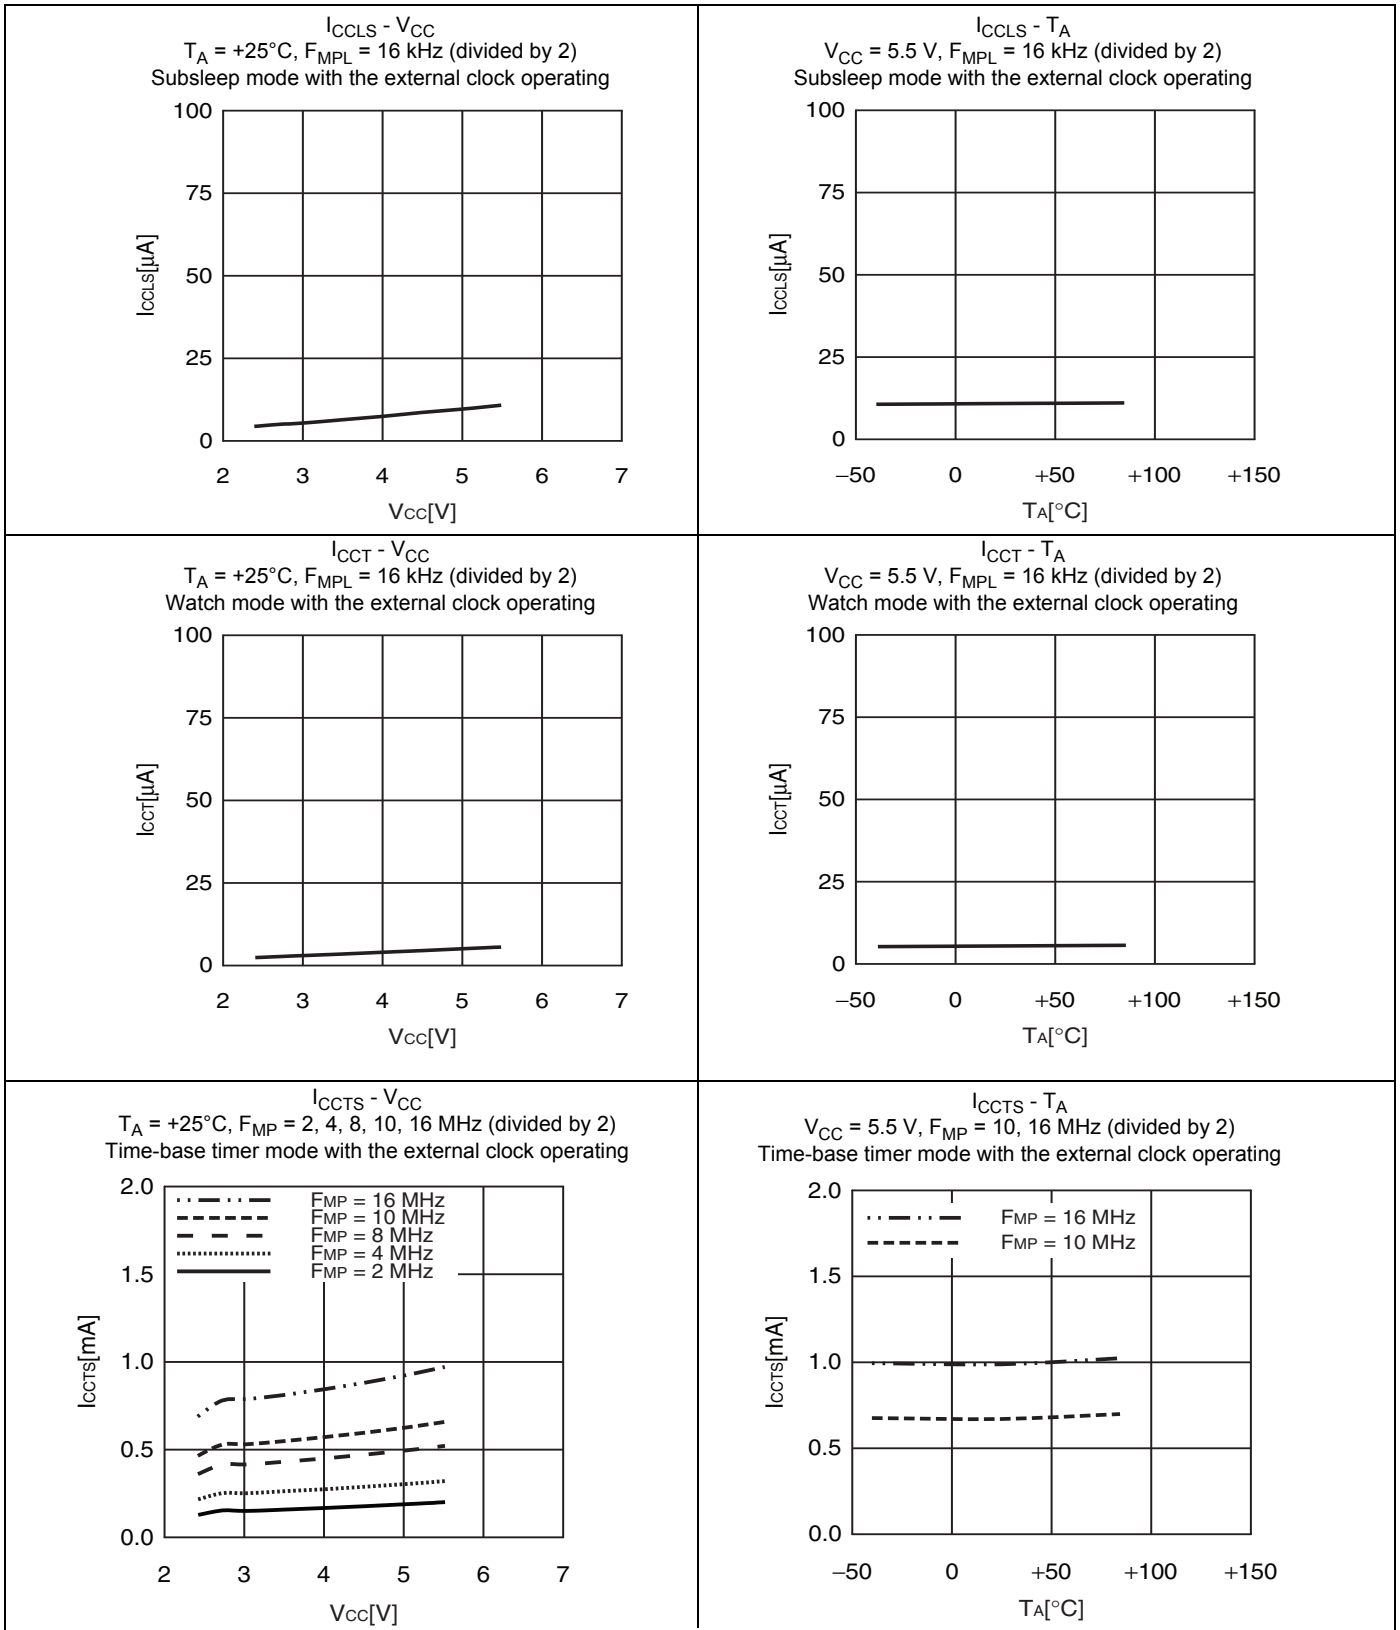 ICCLS - VCC
TA = +25°C, FMPL = 16 kHz (divided by 2)
Subsleep mode with the external clock operating
100
75
50
25
0
ICCLS[µA]
2 3 4 5 6 7
VCC[V]
ICCLS - TA
VCC = 5.5 V, FMPL = 16 kHz (divided by 2)
Subsleep mode with the external clock operating
100
75
50
25
0
ICCLS[µA]
−50 0 +50 +100 +150
TA[°C]
ICCT - VCC
TA = +25°C, FMPL = 16 kHz (divided by 2)
Watch mode with the external clock operating
100
75
50
25
0
ICCT[µA]
2 3 4 5 6 7
VCC[V]
ICCT - TA
VCC = 5.5 V, FMPL = 16 kHz (divided by 2)
Watch mode with the external clock operating
100
75
50
25
0
ICCT[µA]
−50 0 +50 +100 +150
TA[°C]
ICCTS - VCC
TA = +25°C, FMP = 2, 4, 8, 10, 16 MHz (divided by 2)
Time-base timer mode with the external clock operating
FMP = 16 MHz
FMP = 10 MHz
FMP = 8 MHz
FMP = 4 MHz
FMP = 2 MHz
2.0
1.5
1.0
0.5
0.0
ICCTS[mA]
2 3 4 5 6 7
VCC[V]
ICCTS - TA
VCC = 5.5 V, FMP = 10, 16 MHz (divided by 2)
Time-base timer mode with the external clock operating
FMP = 16 MHz
FMP = 10 MHz
2.0
1.5
1.0
0.5
0.0
ICCTS[mA]
−50 0 +50 +100 +150
TA[°C]